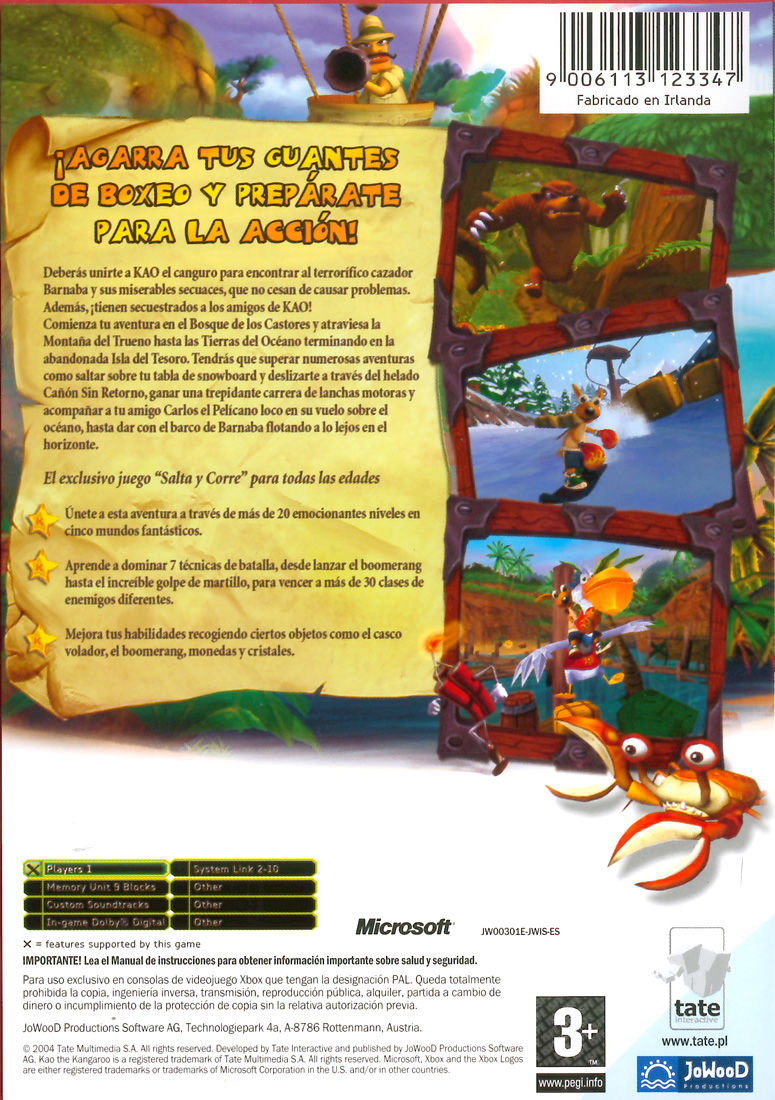 9 006113 123347
Fabricado en Irlanda
¡AGARRA TUS GUANTES
DE BOXEO Y PREPÁRATE
PARA LA ACCIÓN!
Deberás unirte a KAO el canguro para encontrar al terrorífico cazador
Barnaba y sus miserables secuaces, que no cesan de causar problemas.
Además, ¡tienen secuestrados a los amigos de KAO!
Comienza tu aventura en el Bosque de los Castores y atraviesa la
Montaña del Trueno hasta las Tierras del Océano terminando en la
abandonada Isla del Tesoro. Tendrás que superar numerosas aventuras
como saltar sobre tu tabla de snowboard y deslizarte a través del helado
Cañón Sin Retorno, ganar una trepidante carrera de lanchas motoras y
acompañar a tu amigo Carlos el Pelícano loco en su vuelo sobre el
océano, hasta dar con el barco de Barnaba flotando a lo lejos en el
horizonte.
El exclusivo juego "Salta y Corre" para todas las edades
K Únete a esta aventura a través de más de 20 emocionantes niveles en
cinco mundos fantásticos.
K Aprende a dominar 7 técnicas de batalla, desde lanzar el boomerang
hasta el increíble golpe de martillo, para vencer a más de 30 clases de
enemigos diferentes.
K Mejora tus habilidades recogiendo ciertos objetos como el casco
volador, el boomerang, monedas y cristales.
X Players 1 System Link 2-10
Memory Unit 9 Blocks Other
Custom Soundtracks Other
In-game Dolby® Digital Other
X = features supported by this game
Microsoft®
JW00301E-JWIS-ES
IMPORTANTE! Lea el Manual de instrucciones para obtener información importante sobre salud y seguridad.
Para uso exclusivo en consolas de videojuego Xbox que tengan la designación PAL. Queda totalmente
prohibida la copia, ingeniería inversa, transmisión, reproducción pública, alquiler, partida a cambio de
dinero o incumplimiento de la protección de copia sin la relativa autorización previa.
JoWooD Productions Software AG, Technologiepark 4a, A-8786 Rottenmann, Austria.
© 2004 Tate Multimedia S.A. All rights reserved. Developed by Tate Interactive and published by JoWooD Productions Software
AG. Kao the Kangaroo is a registered trademark of Tate Multimedia S.A. All rights reserved. Microsoft, Xbox and the Xbox Logos
are either registered trademarks or trademarks of Microsoft Corporation in the U.S. and/or in other countries.
3+
™
www.pegi.info
tate
interactive
www.tate.pl
JoWooD
Productions